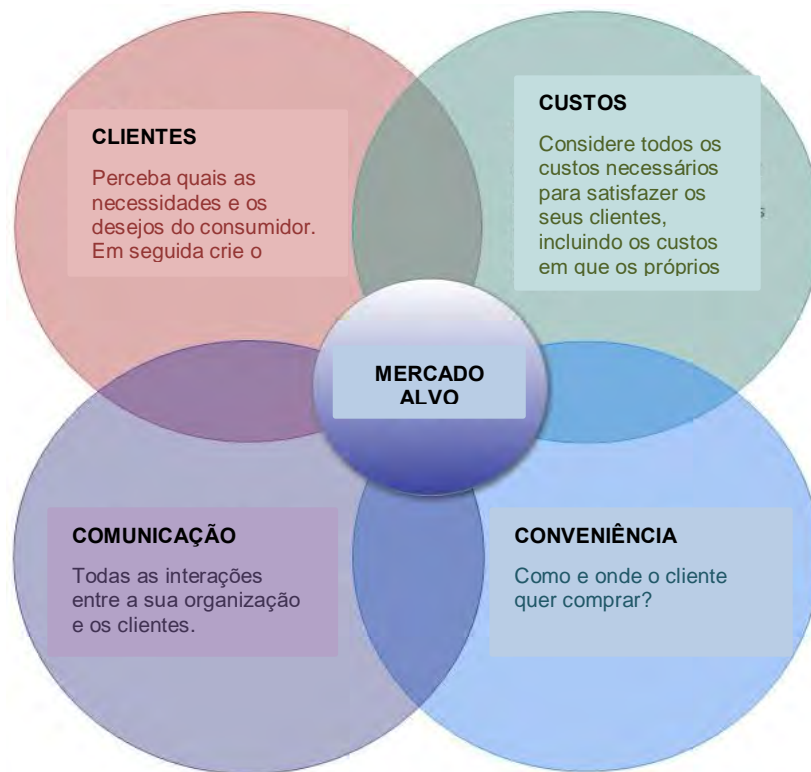 CLIENTES
Perceba quais as
necessidades e os
desejos do consumidor.
Em seguida crie o
CUSTOS
Considere todos os
custos necessários
para satisfazer os
seus clientes,
incluindo os custos
em que os próprios
MERCADO
ALVO
COMUNICAÇÃO
Todas as interações
entre a sua organização
e os clientes.
CONVENIÊNCIA
Como e onde o cliente
quer comprar?